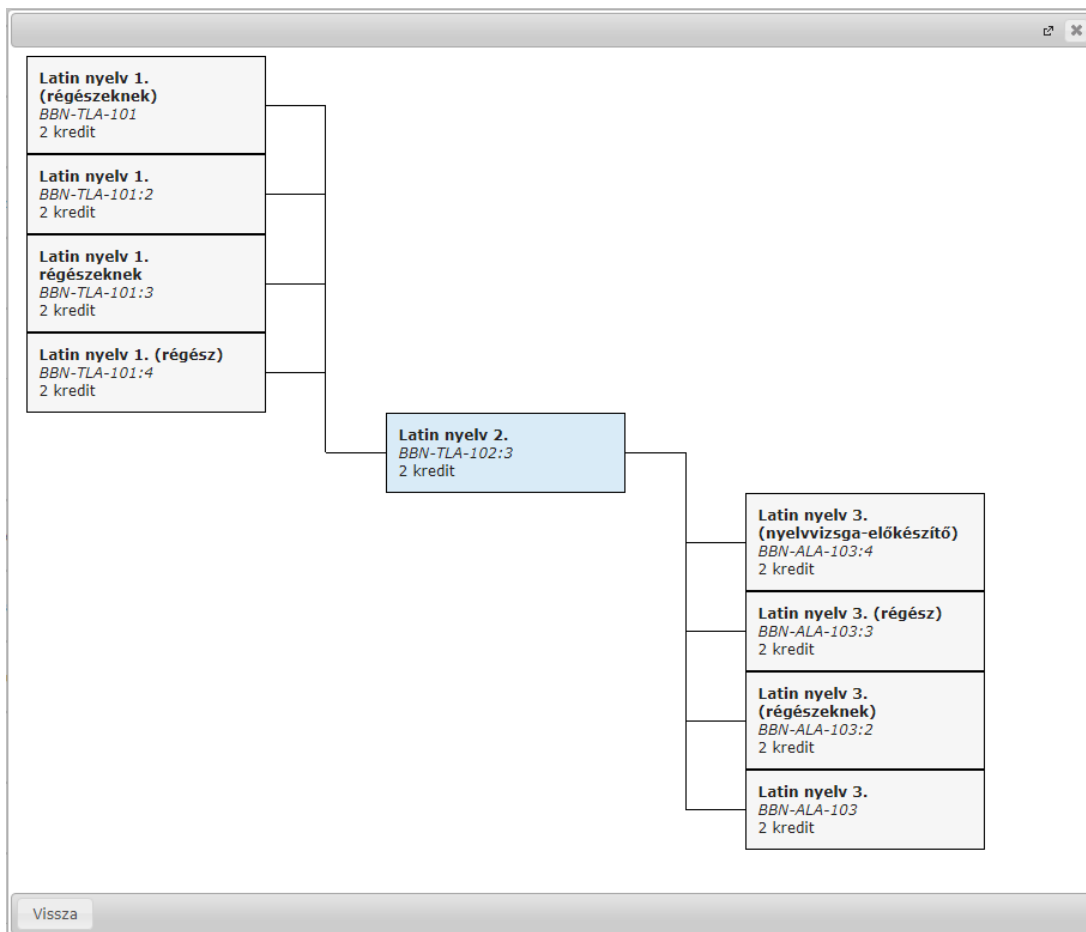 Latin nyelv 1.
(régészeknek)
BBN-TLA-101
2 kredit
Latin nyelv 1.
BBN-TLA-101:2
2 kredit
Latin nyelv 1.
régészeknek
BBN-TLA-101:3
2 kredit
Latin nyelv 1. (régész)
BBN-TLA-101:4
2 kredit
Latin nyelv 2.
BBN-TLA-102:3
2 kredit
Latin nyelv 3.
(nyelvvizsga-előkészítő)
BBN-ALA-103:4
2 kredit
Latin nyelv 3. (régész)
BBN-ALA-103:3
2 kredit
Latin nyelv 3.
(régészeknek)
BBN-ALA-103:2
2 kredit
Latin nyelv 3.
BBN-ALA-103
2 kredit
Vissza